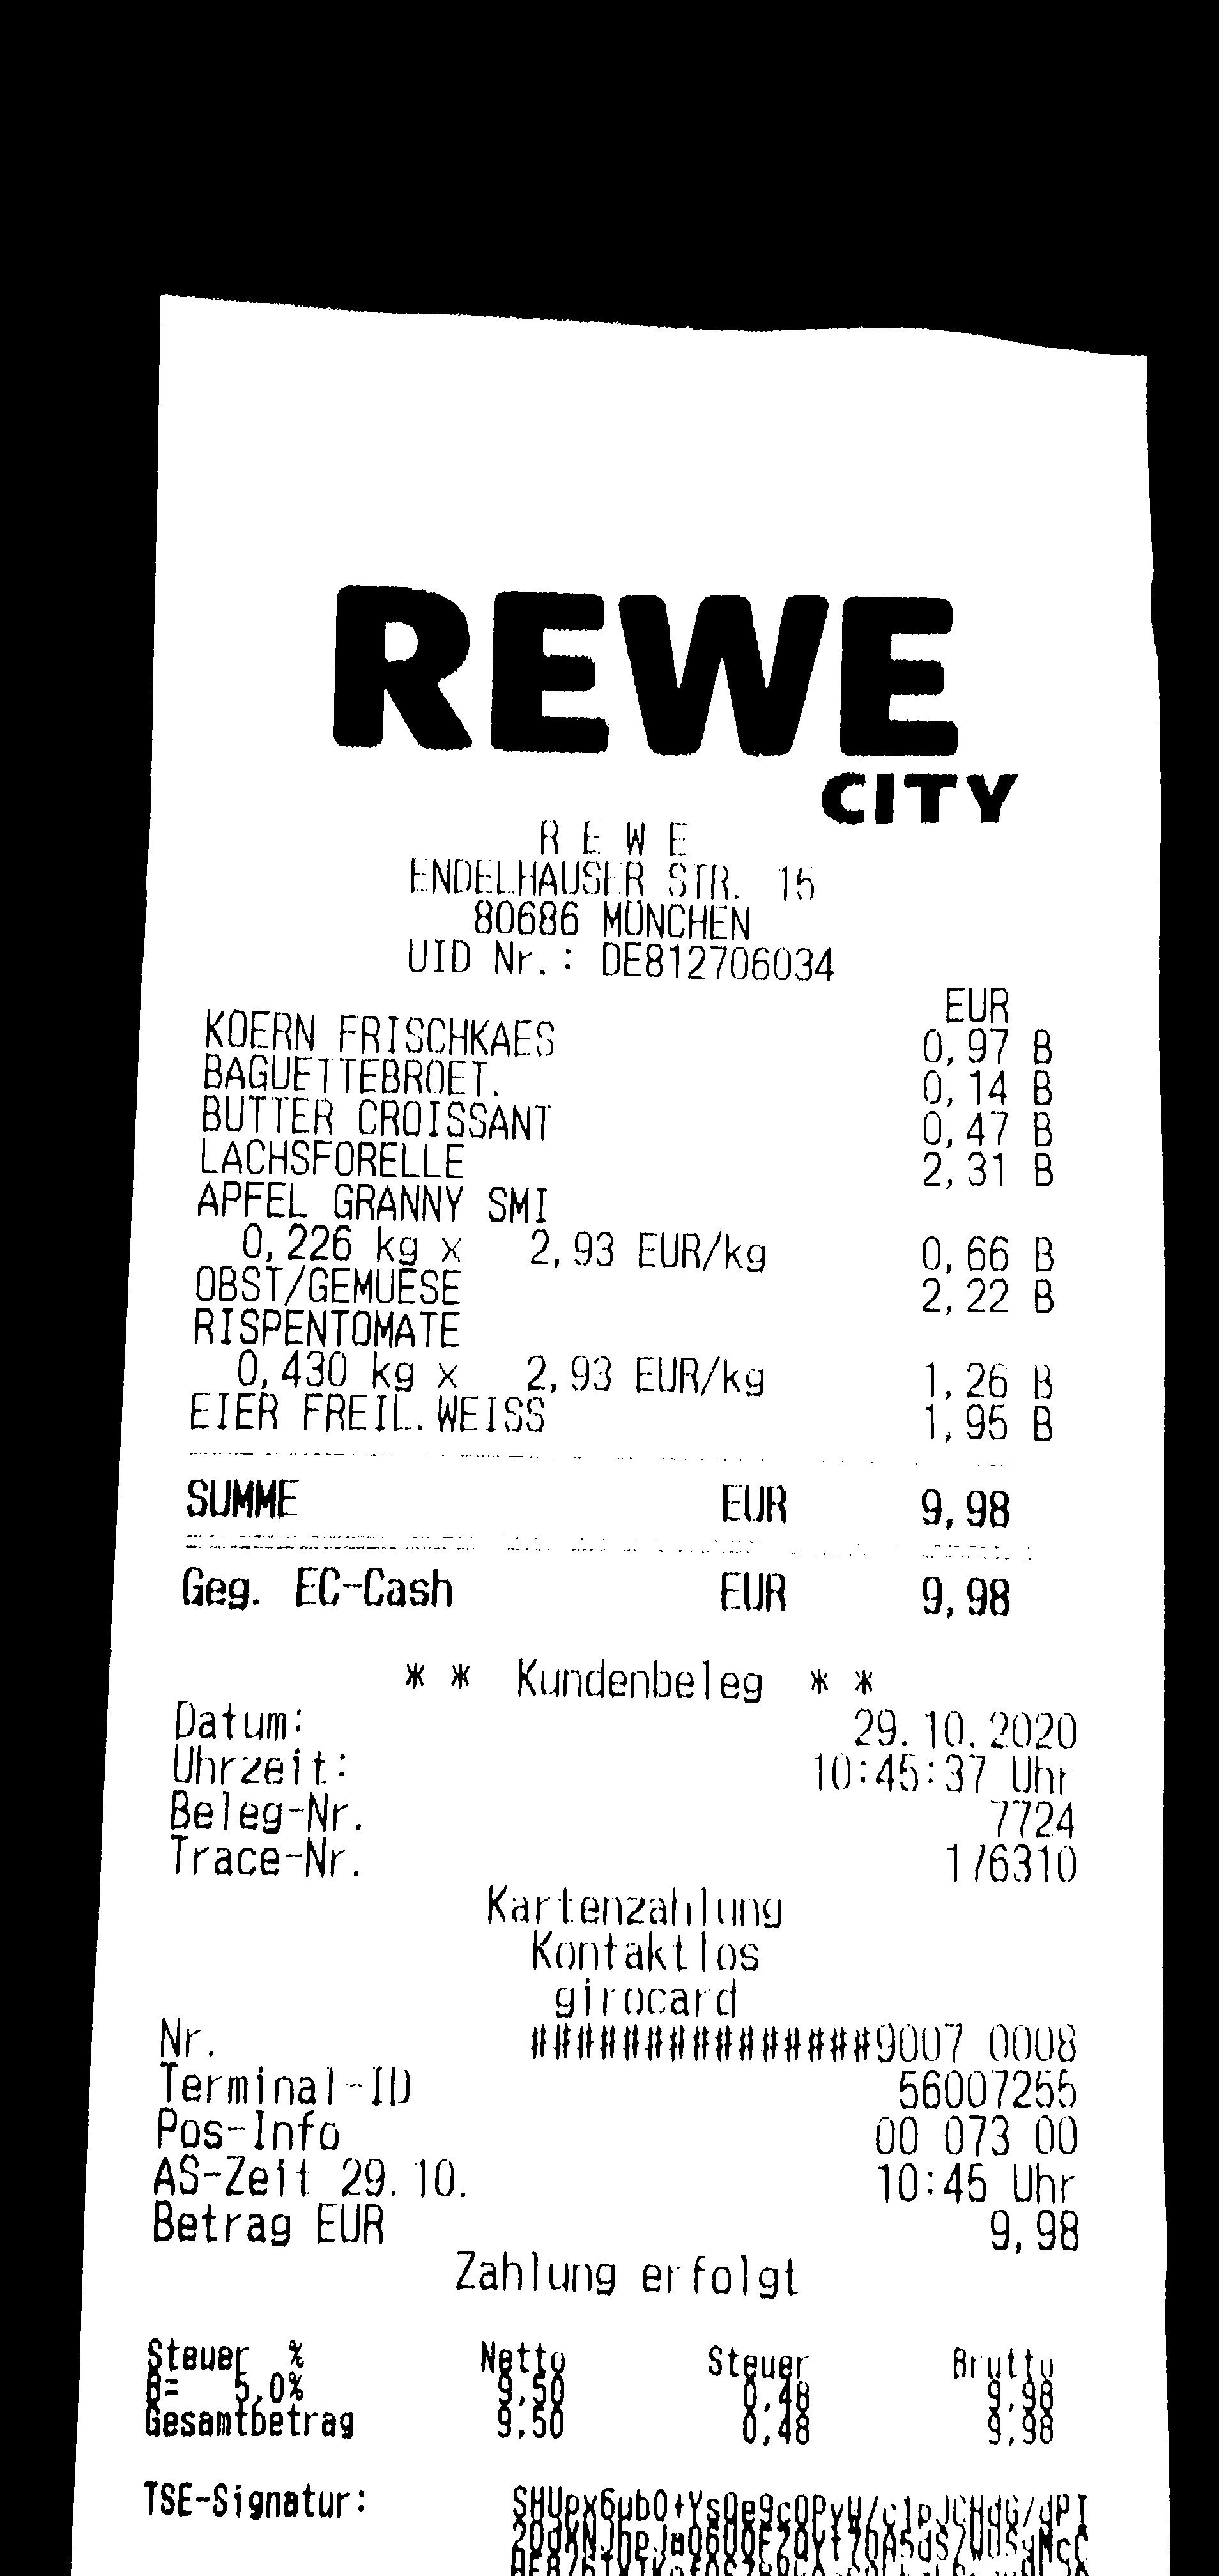 REWE
CITY
R E W E
ENDELHAUSER STR. 15
80686 MÜNCHEN
UID Nr.: DE812706034
EUR
KOERN FRISCHKAES 0,97 B
BAGUETTEBROET. 0,14 B
BUTTER CROISSANT 0,47 B
LACHSFORELLE 2,31 B
APFEL GRANNY SMI
0,226 kg x 2,93 EUR/kg 0,66 B
OBST/GEMUESE 2,22 B
RISPENTOMATE
0,430 kg x 2,93 EUR/kg 1,26 B
EIER FREIL.WEISS 1,95 B
SUMME EUR 9,98
Geg. EC-Cash EUR 9,98
* * Kundenbeleg * *
Datum: 29.10.2020
Uhrzeit: 10:45:37 Uhr
Beleg-Nr. 7724
Trace-Nr. 176310
Kartenzahlung
Kontaktlos
girocard
Nr. ###############9007 0008
Terminal-ID 56007255
Pos-Info 00 073 00
AS-Zeit 29.10. 10:45 Uhr
Betrag EUR 9,98
Zahlung erfolgt
Steuer % Netto Steuer Brutto
B= 5,0% 9,50 0,48 9,98
Gesamtbetrag 9,50 0,48 9,98
TSE-Signatur: